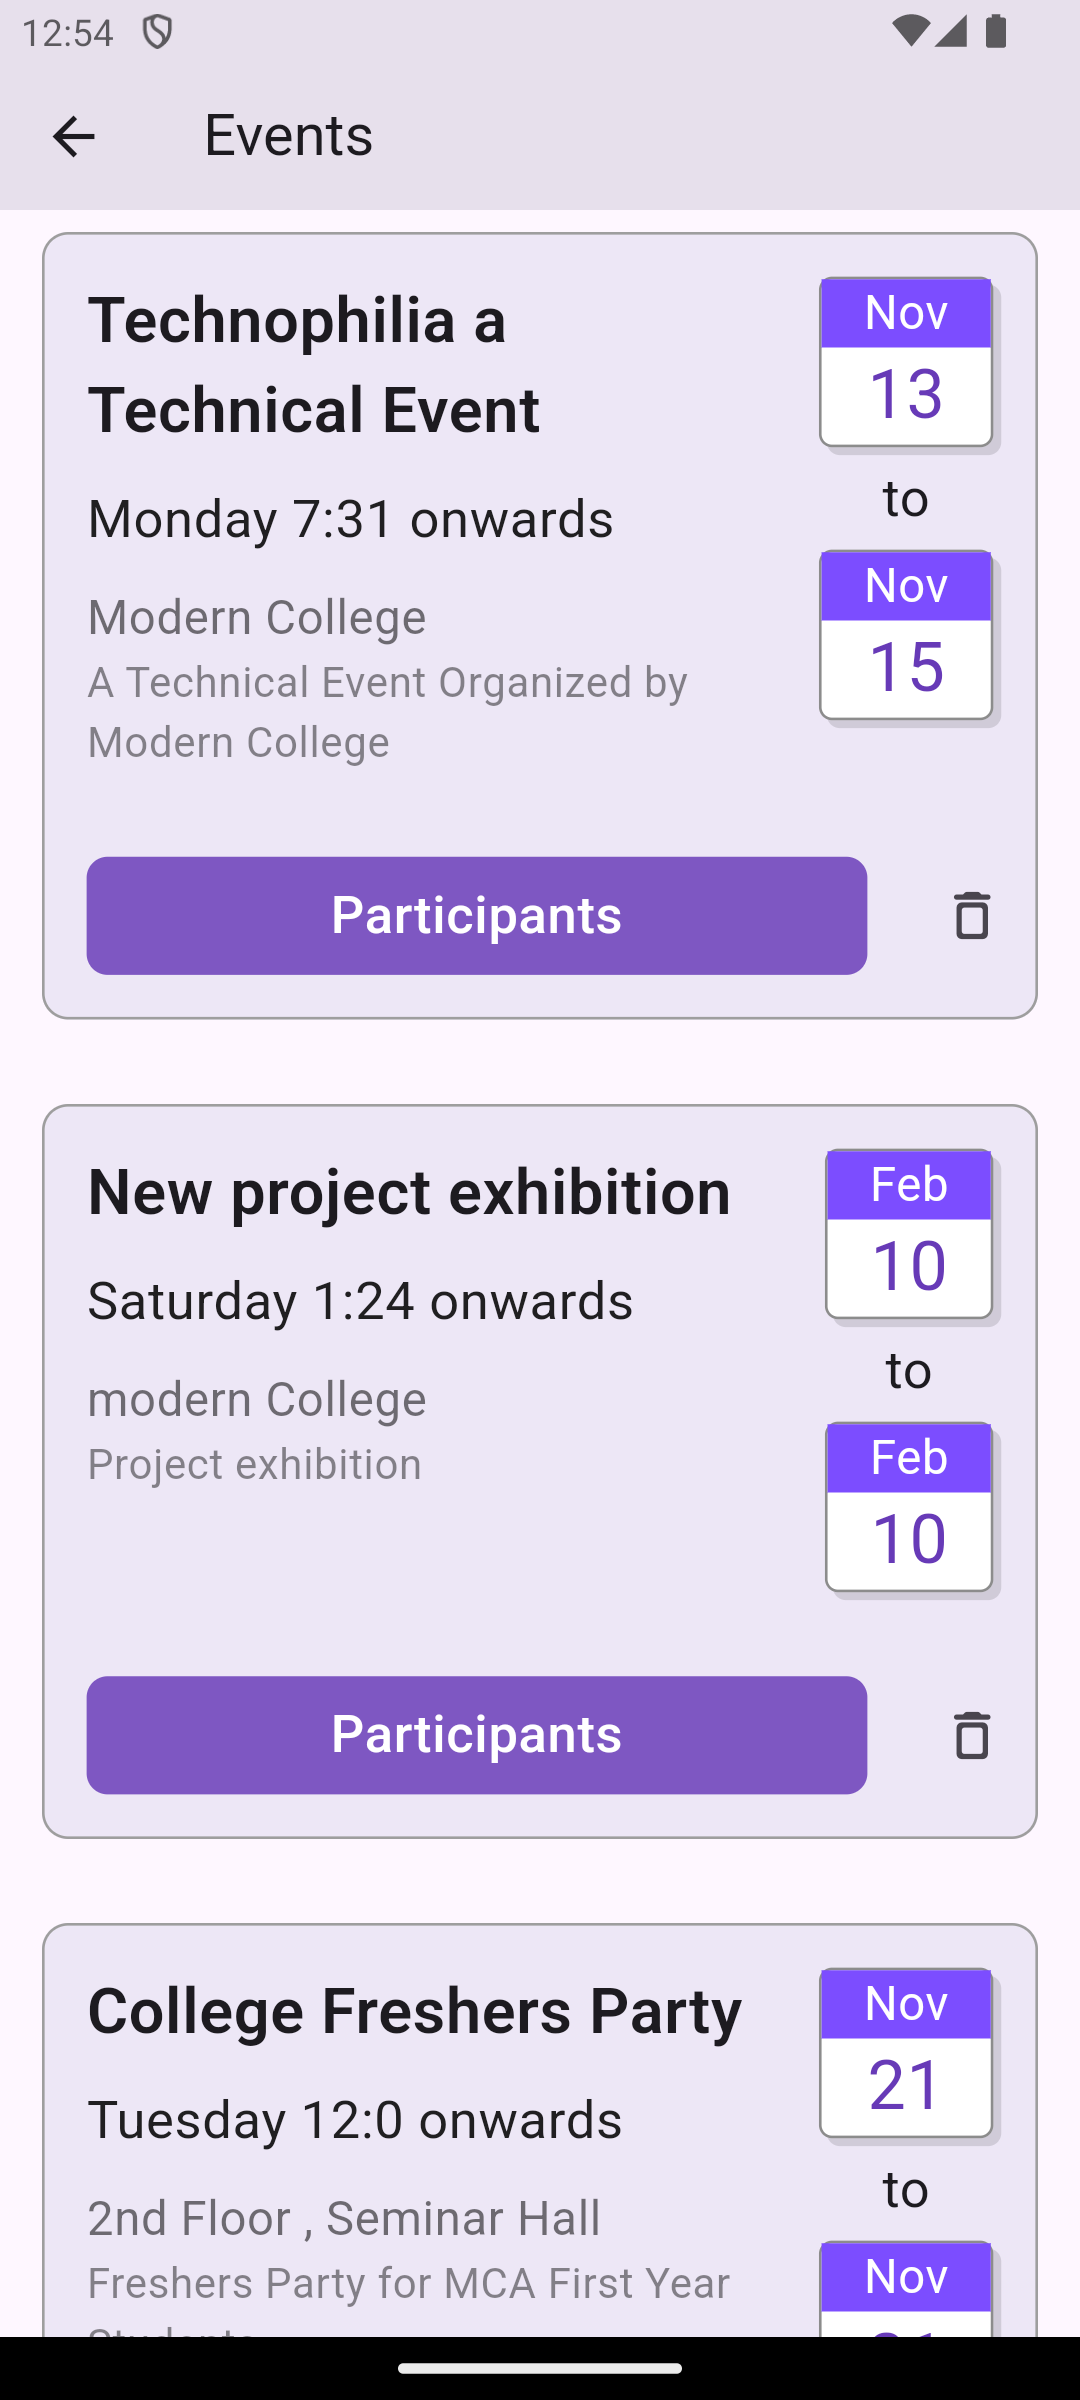 12:54
Events
Technophilia a
Technical Event
Monday 7:31 onwards
Modern College
A Technical Event Organized by
Modern College
Nov
13
to
Nov
15
Participants
New project exhibition
Saturday 1:24 onwards
modern College
Project exhibition
Feb
10
to
Feb
10
Participants
College Freshers Party
Tuesday 12:0 onwards
2nd Floor , Seminar Hall
Freshers Party for MCA First Year
Nov
21
to
Nov